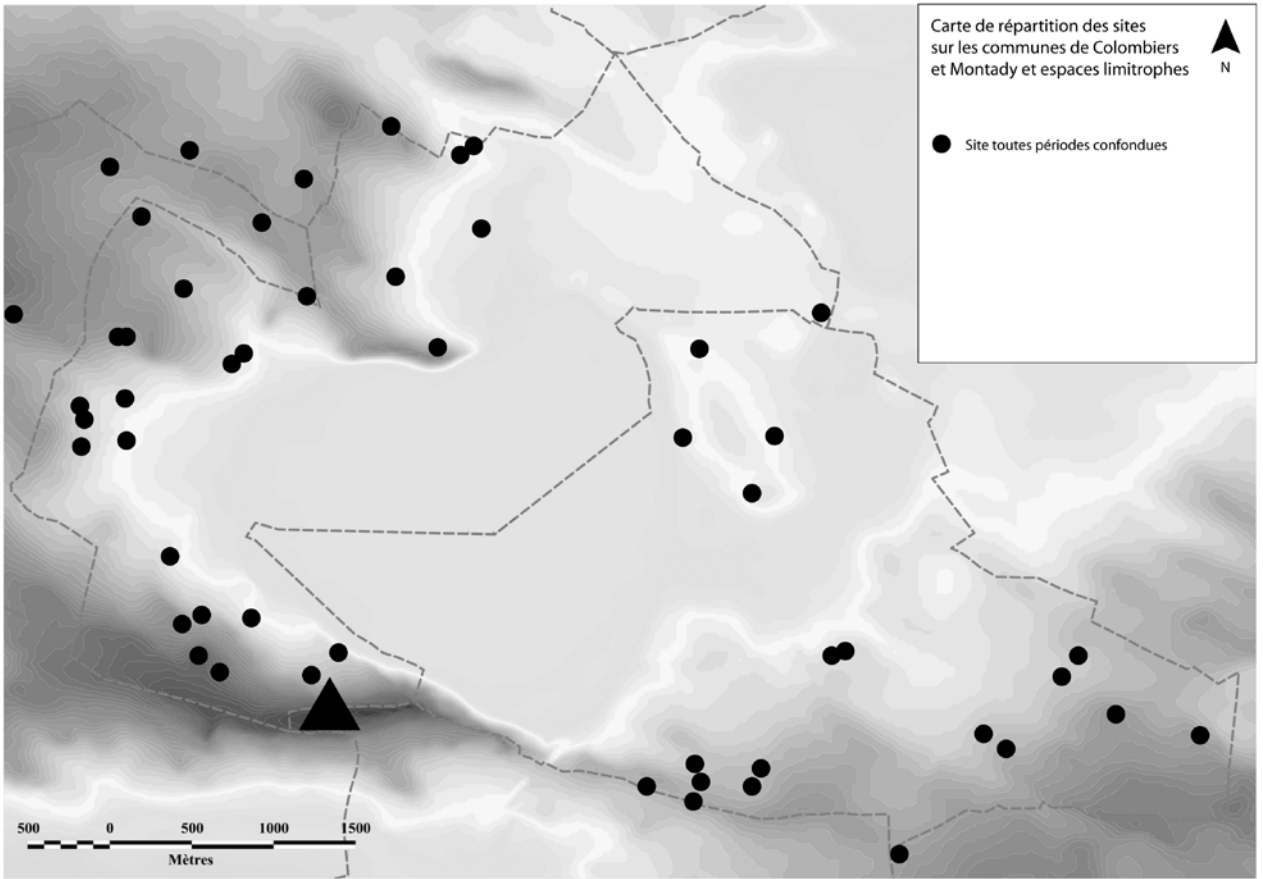 Carte de répartition des sites
sur les communes de Colombiers
et Montady et espaces limitrophes
N
Site toutes périodes confondues
500 0 500 1000 1500
Mètres